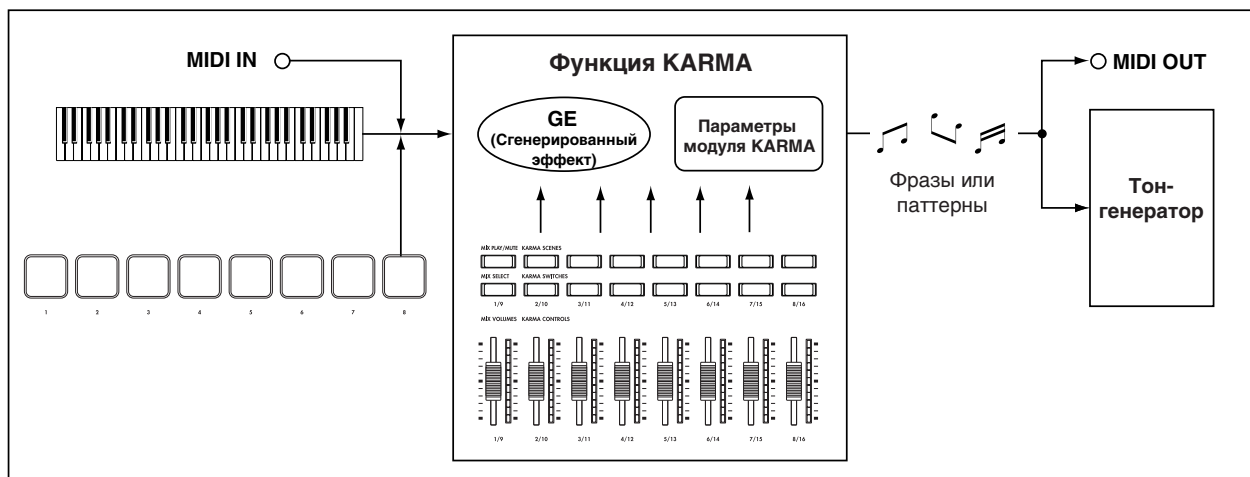 MIDI IN
Функция KARMA
MIDI OUT
GE
(Сгенерированный
эффект)
Параметры
модуля KARMA
Фразы или
паттерны
Тон-
генератор
MIX PLAY/MUTE KARMA SCENES
MIX SELECT KARMA SWITCHES
1/9 2/10 3/11 4/12 5/13 6/14 7/15 8/16
1 2 3 4 5 6 7 8
MIX VOLUMES KARMA CONTROLS
1/9 2/10 3/11 4/12 5/13 6/14 7/15 8/16